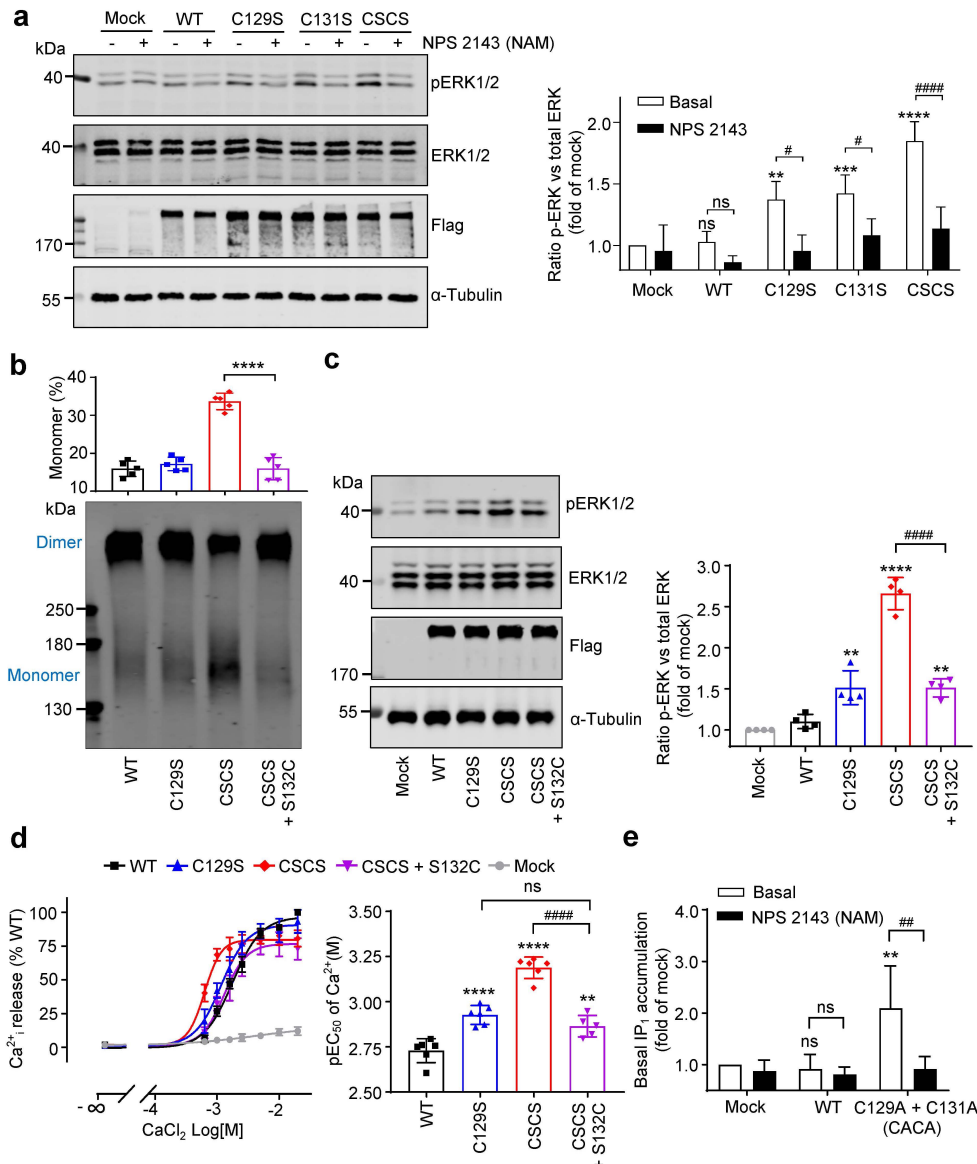 a
Mock WT C129S C131S CSCS
kDa - + - + - + - + - + NPS 2143 (NAM)
40 pERK1/2
40 ERK1/2
Flag
170
55 α-Tubulin
Ratio p-ERK vs total ERK
(fold of mock)
2.0
1.5
1.0
Basal
NPS 2143
ns
ns
**
#
***
#
****
####
Mock WT C129S C131S CSCS
b
Monomer (%)
40
30
20
10
****
kDa
Dimer
250
180
Monomer
130
WT
C129S
CSCS
CSCS
+ S132C
c
kDa
40 pERK1/2
40 ERK1/2
Flag
170
55 α-Tubulin
Mock
WT
C129S
CSCS
CSCS
+ S132C
Ratio p-ERK vs total ERK
(fold of mock)
3.0
2.5
2.0
1.5
1.0
**
****
####
**
Mock
WT
C129S
CSCS
CSCS
+ S132C
d
WT C129S CSCS CSCS + S132C Mock
Ca²⁺i release (% WT)
100
75
50
25
0
- ∞ -4 -3 -2
CaCl₂ Log[M]
pEC₅₀ of Ca²⁺(M)
3.50
3.25
3.00
2.75
2.50
ns
####
****
****
**
WT
C129S
CSCS
CSCS
+ S132C
e
Basal IP₁ accumulation
(fold of mock)
4.0
3.0
2.0
1.0
Basal
NPS 2143 (NAM)
ns
ns
**
##
Mock WT C129A + C131A
(CACA)